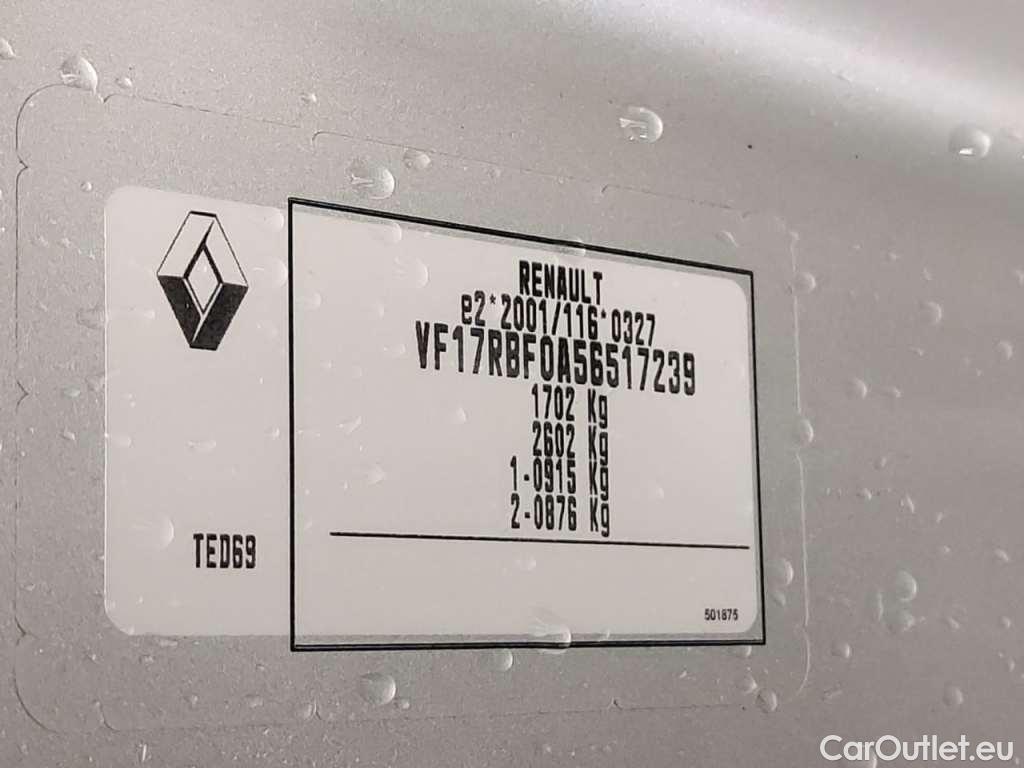 RENAULT
e2*2001/116*0327
VF17RBF0A56517239
1702 Kg
2602 Kg
1-0915 Kg
2-0876 Kg
TED69
501875
CarOutlet.eu